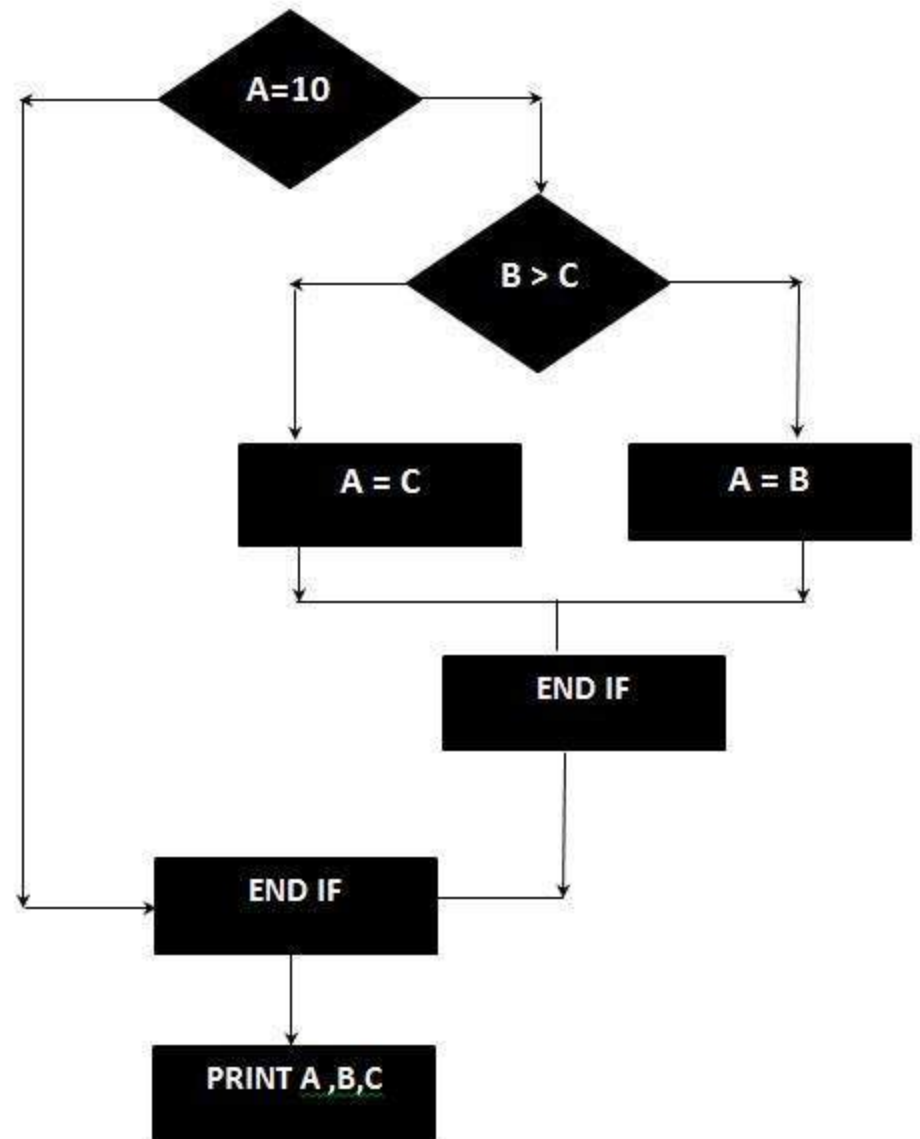 A=10
B > C
A = C
A = B
END IF
END IF
PRINT A ,B,C